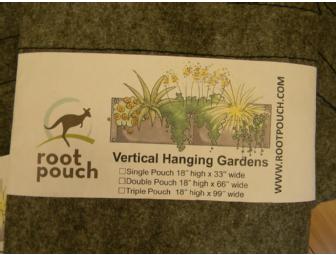 root
pouch
Vertical Hanging Gardens
☐Single Pouch 18" high x 33" wide
☐Double Pouch 18" high x 66" wide
☐Triple Pouch 18" high x 99" wide
WWW.ROOTPOUCH.COM